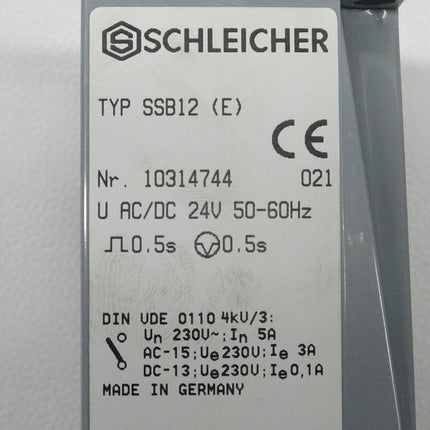 SCHLEICHER
TYP SSB12 (E)
CE
Nr. 10314744 021
U AC/DC 24V 50-60Hz
0.5s 0.5s
DIN VDE 0110 4kV/3:
Un 230V~; In 5A
AC-15; Ue230V; Ie 3A
DC-13; Ue230V; Ie0,1A
MADE IN GERMANY